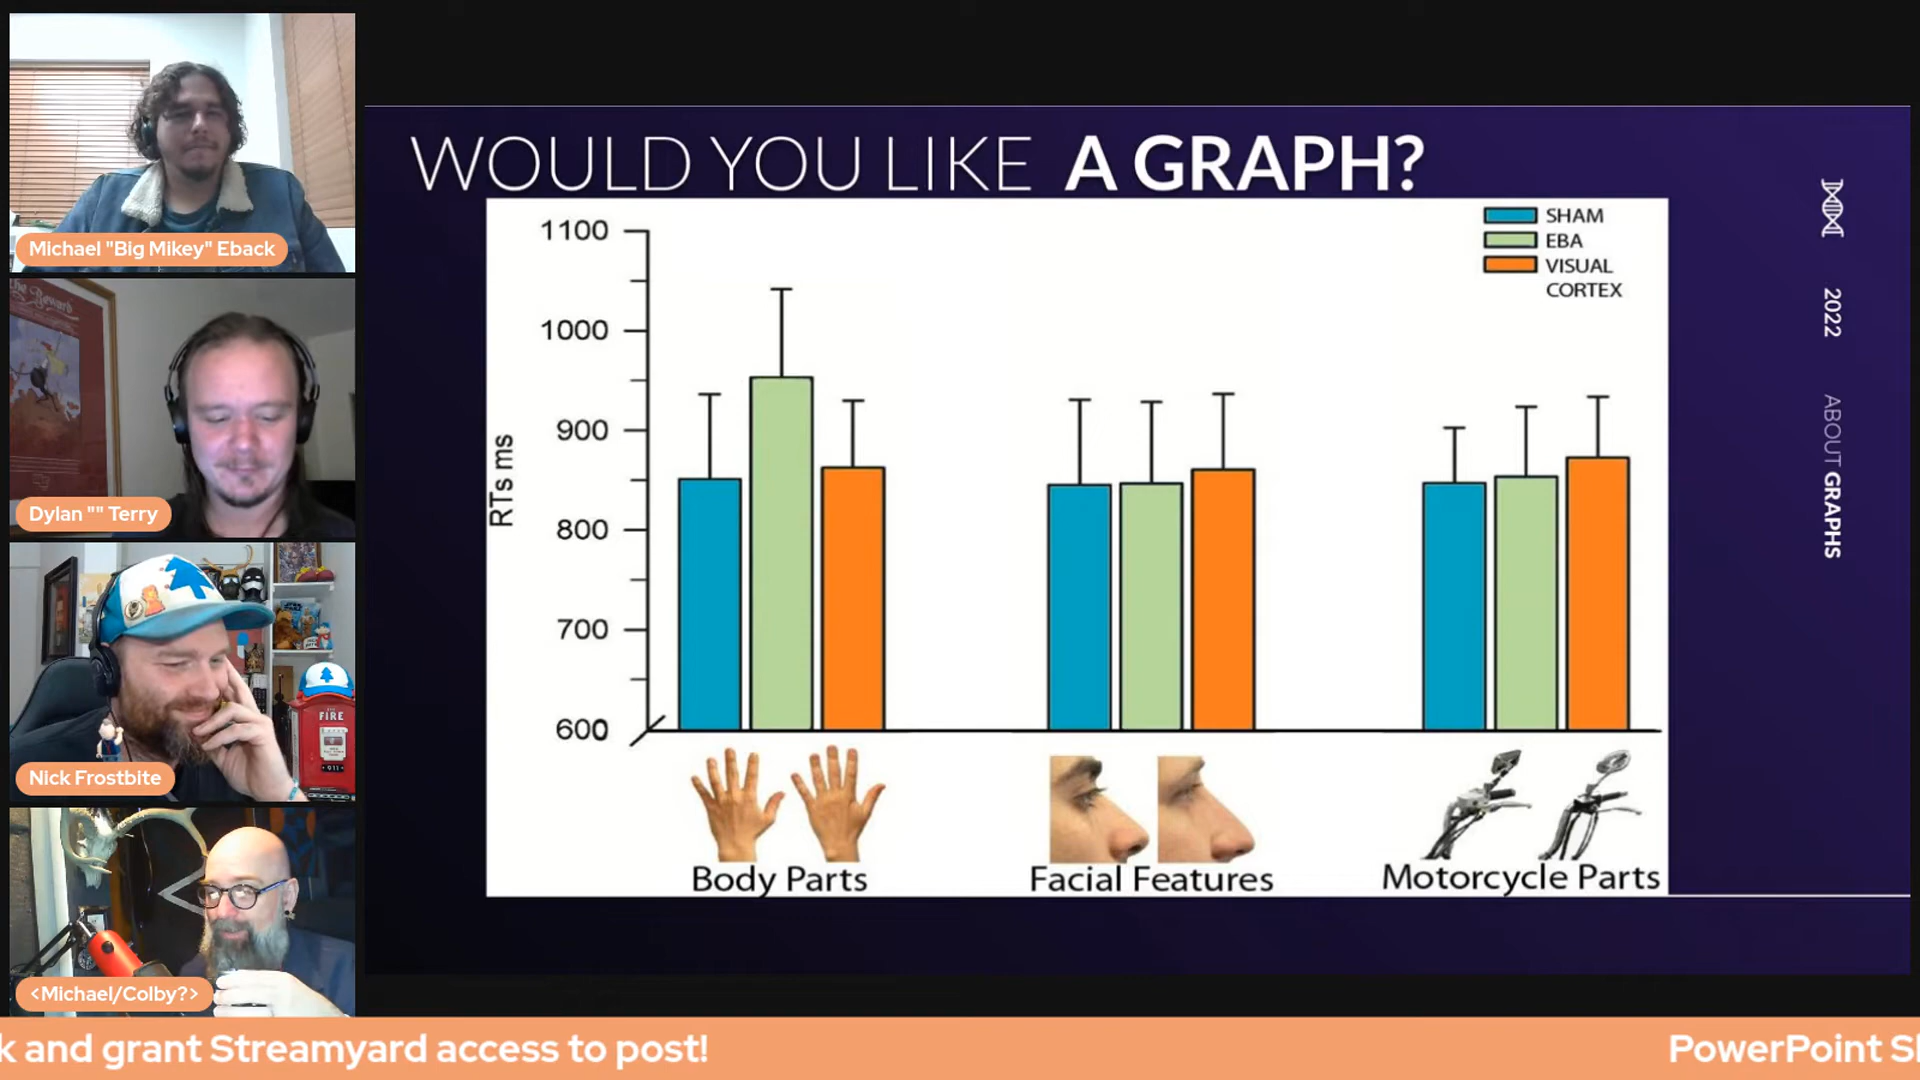 Michael "Big Mikey" Eback
Dylan "" Terry
FIRE
911
Nick Frostbite
<Michael/Colby?>
WOULD YOU LIKE A GRAPH?
SHAM
EBA
VISUAL
CORTEX
1100
1000
900
800
700
600
RTs ms
Body Parts
Facial Features
Motorcycle Parts
2022
ABOUT GRAPHS
k and grant Streamyard access to post!
PowerPoint S